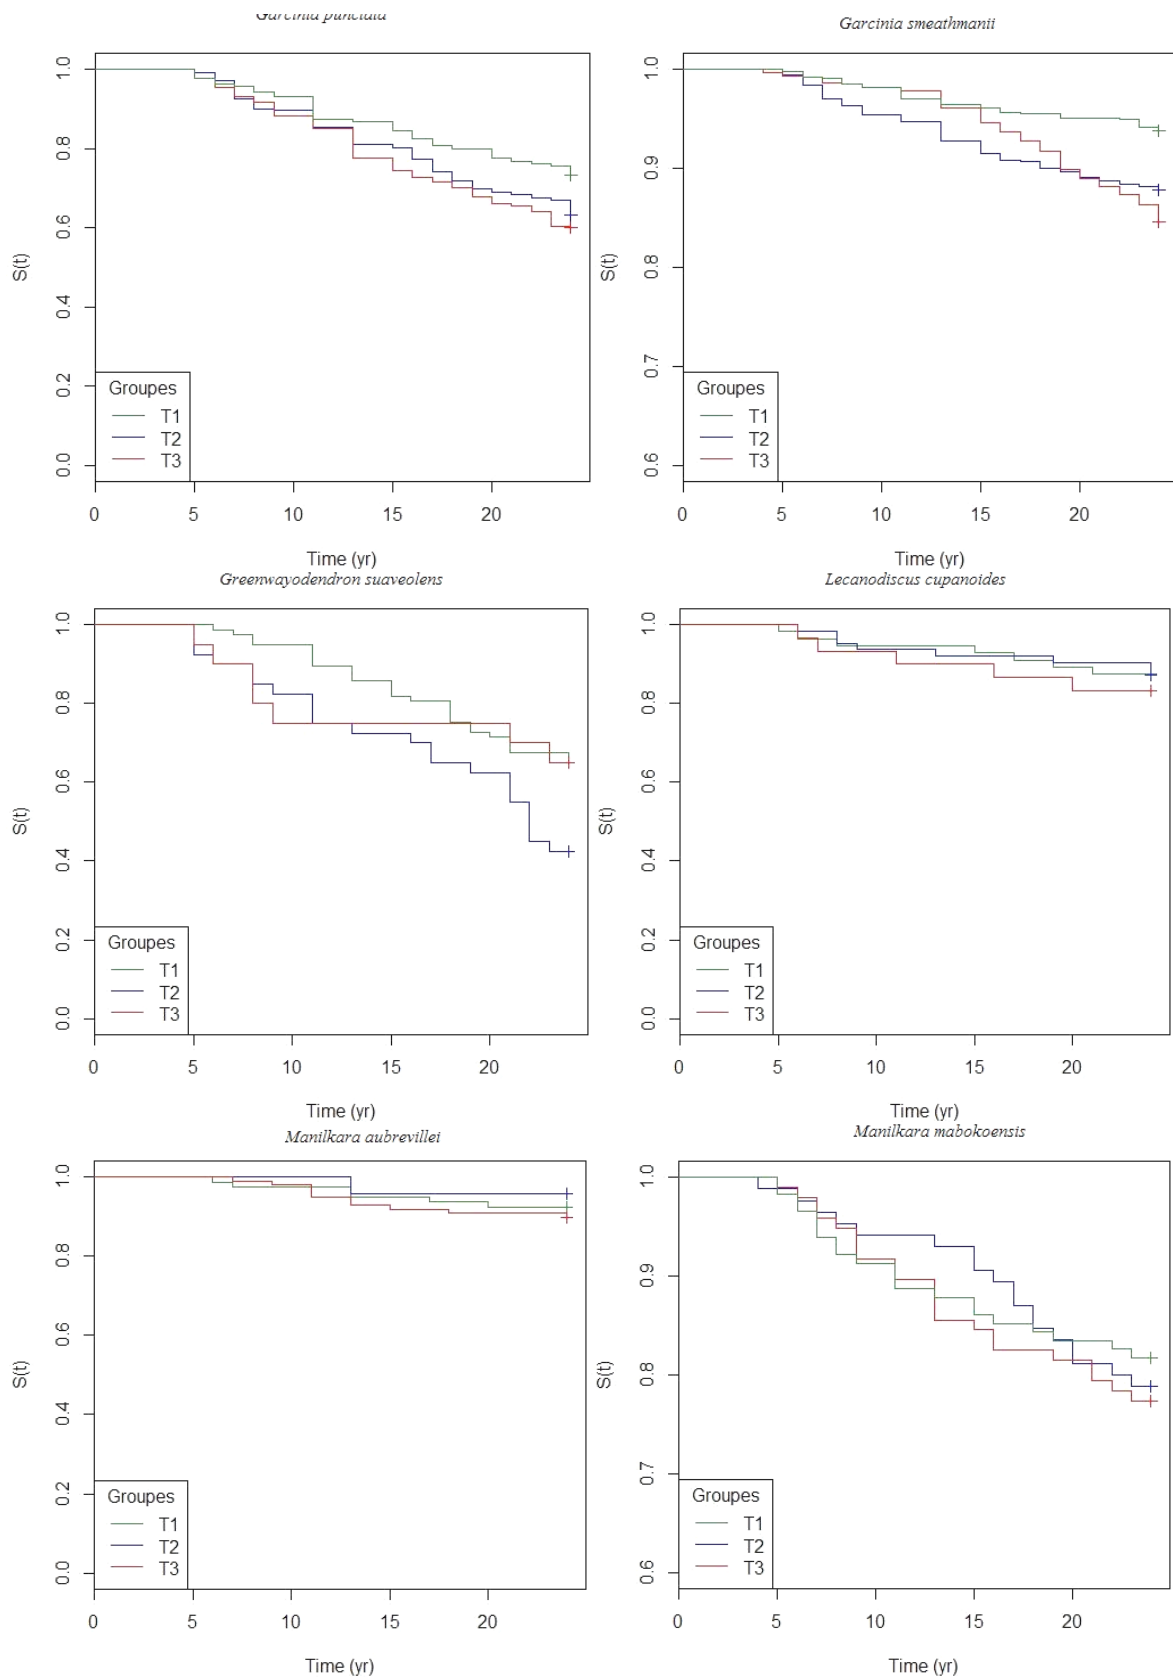 Garcinia punctata
Garcinia smeathmanii
S(t)
1.0
0.8
0.6
0.4
0.2
0.0
Groupes
T1
T2
T3
0 5 10 15 20
Time (yr)
S(t)
1.0
0.9
0.8
0.7
0.6
Groupes
T1
T2
T3
0 5 10 15 20
Time (yr)
Greenwayodendron suaveolens
Lecanodiscus cupanoides
S(t)
1.0
0.8
0.6
0.4
0.2
0.0
Groupes
T1
T2
T3
0 5 10 15 20
Time (yr)
S(t)
1.0
0.8
0.6
0.4
0.2
0.0
Groupes
T1
T2
T3
0 5 10 15 20
Time (yr)
Manilkara aubrevillei
Manilkara mabokoensis
S(t)
1.0
0.8
0.6
0.4
0.2
0.0
Groupes
T1
T2
T3
0 5 10 15 20
Time (yr)
S(t)
1.0
0.9
0.8
0.7
0.6
Groupes
T1
T2
T3
0 5 10 15 20
Time (yr)